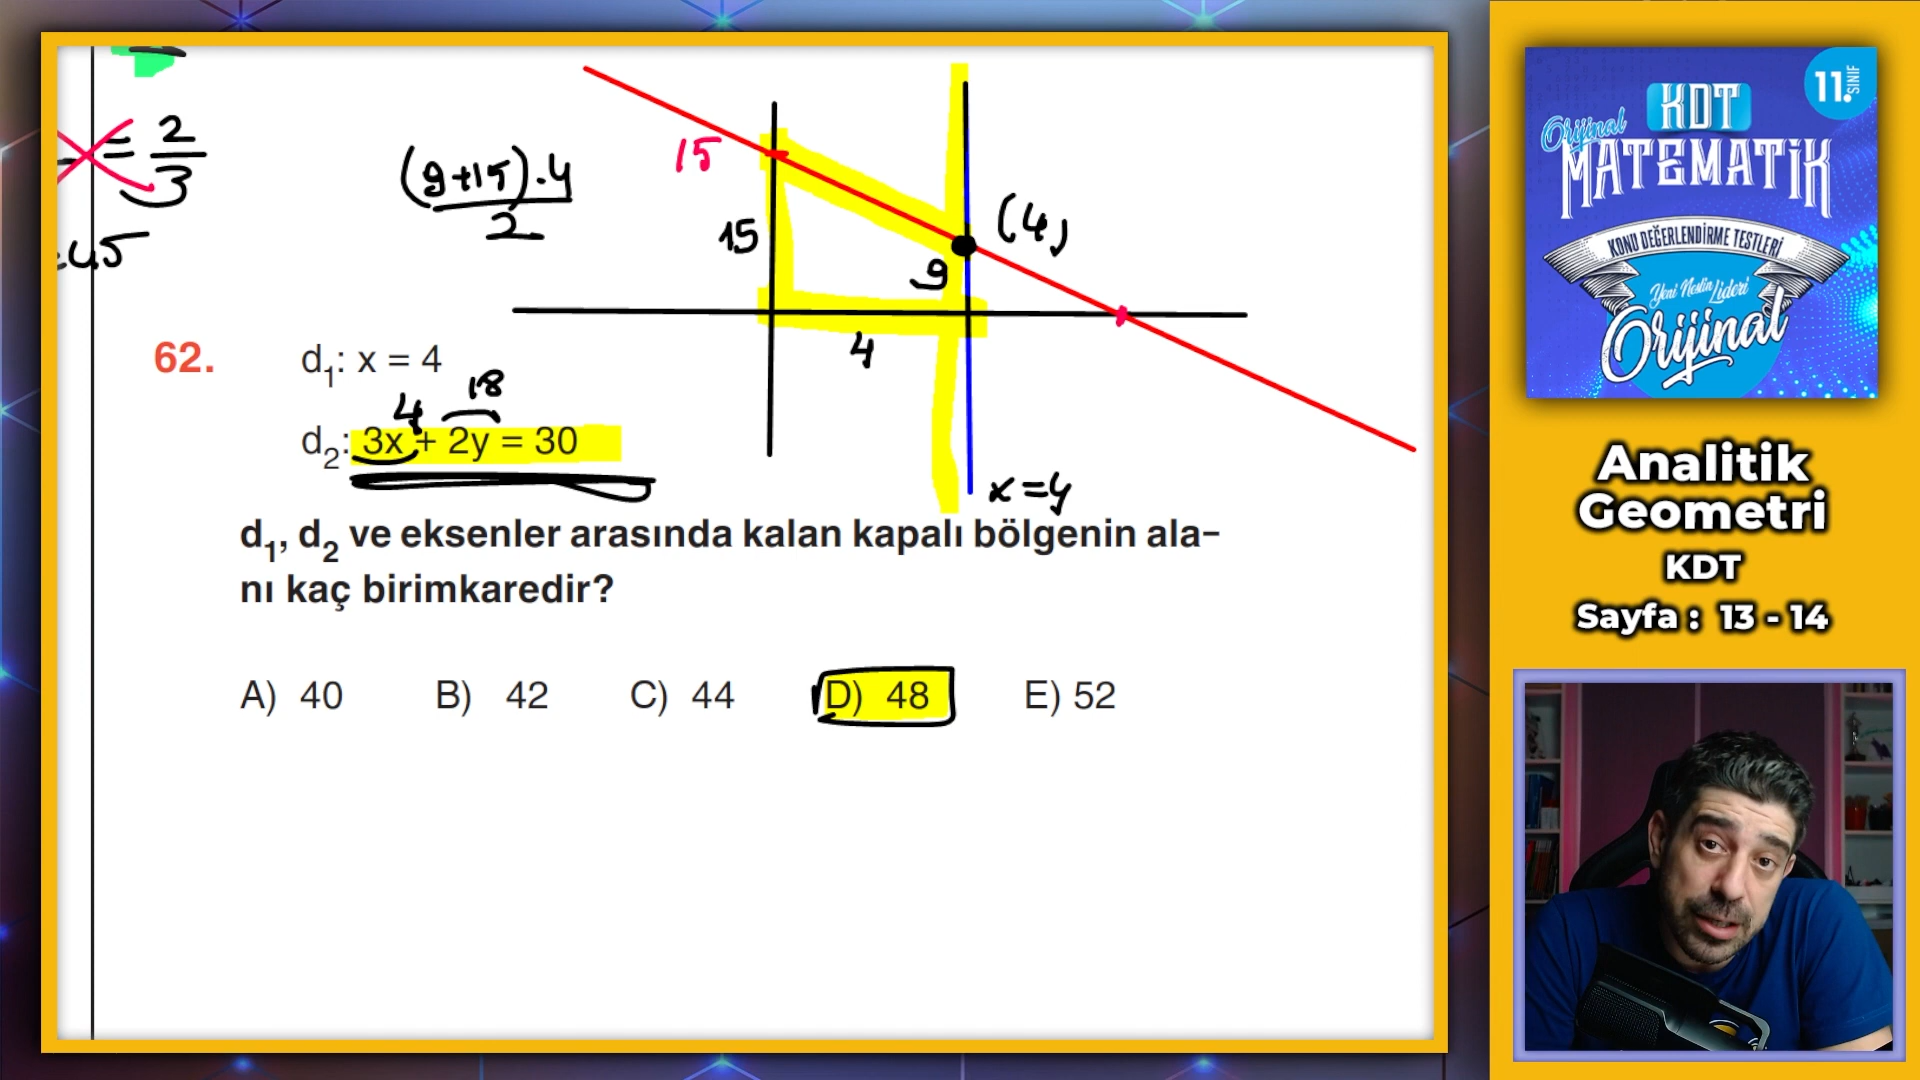 = 2/3
45
(9+15).4
2
15
15
9
(4,
4
x=4
62.
d₁: x = 4
4
18
d₂: 3x + 2y = 30
d₁, d₂ ve eksenler arasında kalan kapalı bölgenin ala-
nı kaç birimkaredir?
A) 40 B) 42 C) 44 D) 48 E) 52
11. SINIF
Orijinal
KDT
MATEMATİK
KONU DEĞERLENDİRME TESTLERİ
Yeni Neslin Lideri
Orijinal
Analitik
Geometri
KDT
Sayfa : 13 - 14